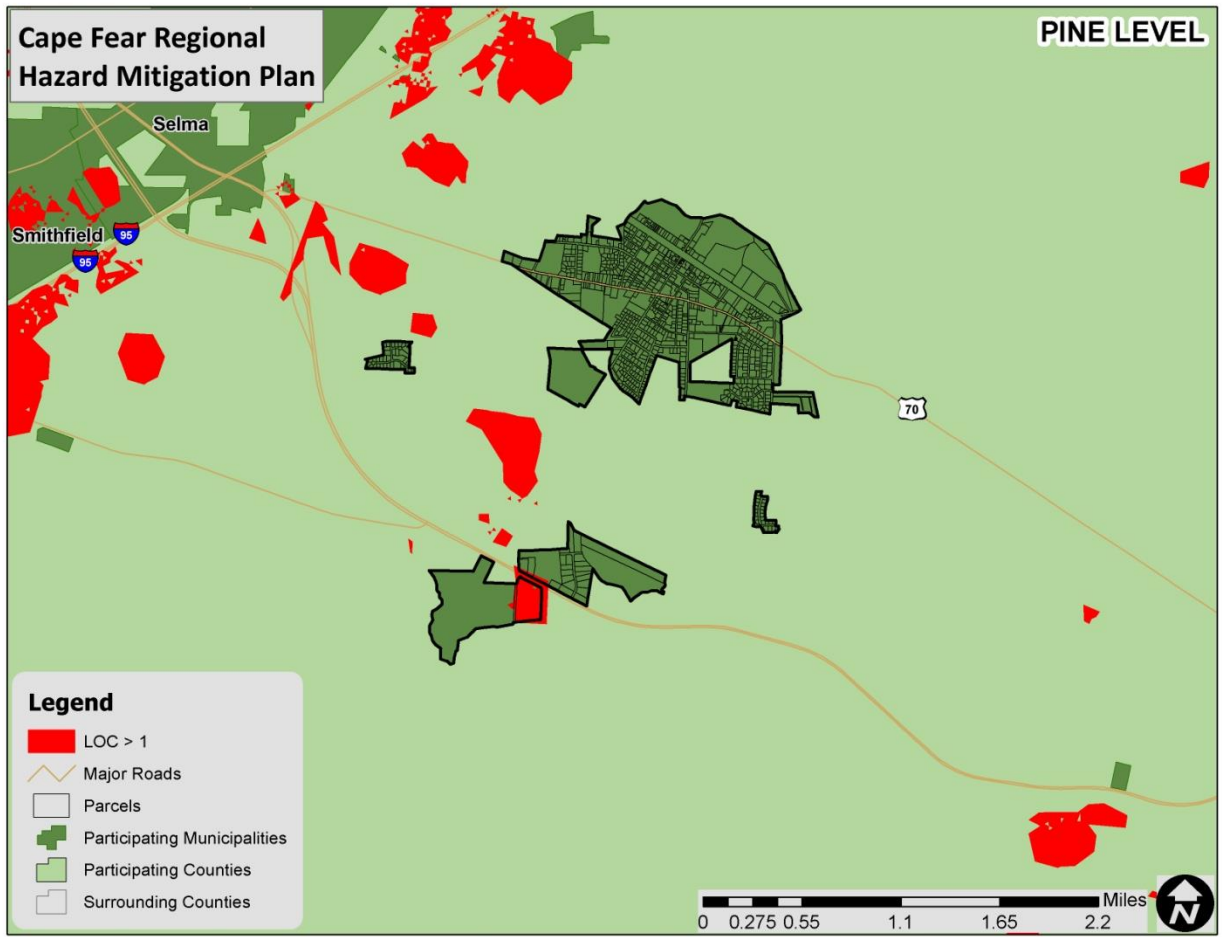 Cape Fear Regional
Hazard Mitigation Plan
PINE LEVEL
Selma
Smithfield
95
95
70
Legend
LOC > 1
Major Roads
Parcels
Participating Municipalities
Participating Counties
Surrounding Counties
Miles
0 0.275 0.55 1.1 1.65 2.2
N